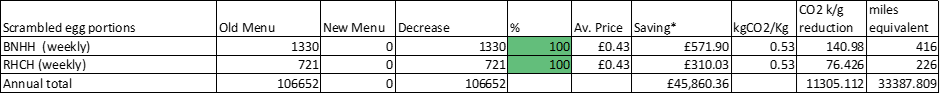 Scrambled egg portions Old Menu New Menu Decrease % Av. Price Saving* kgCO2/Kg CO2 k/g reduction miles equivalent
BNHH (weekly) 1330 0 1330 100 £0.43 £571.90 0.53 140.98 416
RHCH (weekly) 721 0 721 100 £0.43 £310.03 0.53 76.426 226
Annual total 106652 0 106652 £45,860.36 11305.112 33387.809